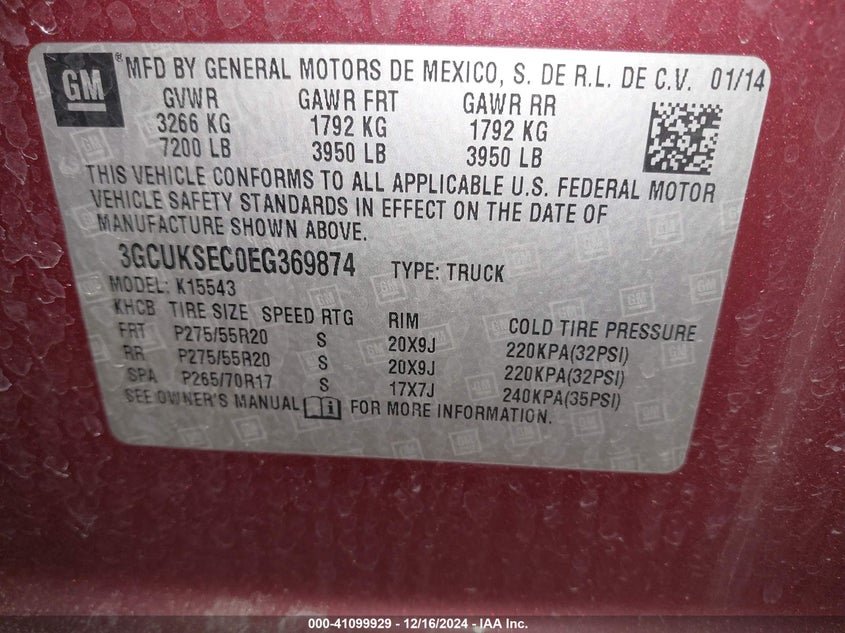 GM ® MFD BY GENERAL MOTORS DE MEXICO, S. DE R.L. DE C.V. 01/14
GVWR GAWR FRT GAWR RR
3266 KG 1792 KG 1792 KG
7200 LB 3950 LB 3950 LB
THIS VEHICLE CONFORMS TO ALL APPLICABLE U.S. FEDERAL MOTOR
VEHICLE SAFETY STANDARDS IN EFFECT ON THE DATE OF
MANUFACTURE SHOWN ABOVE.
3GCUKSEC0EG369874 TYPE: TRUCK
MODEL: K15543
KHCB TIRE SIZE SPEED RTG RIM COLD TIRE PRESSURE
FRT P275/55R20 S 20X9J 220KPA(32PSI)
RR P275/55R20 S 20X9J 220KPA(32PSI)
SPA P265/70R17 S 17X7J 240KPA(35PSI)
SEE OWNER'S MANUAL i FOR MORE INFORMATION.
000-41099929 - 12/16/2024 - IAA Inc.